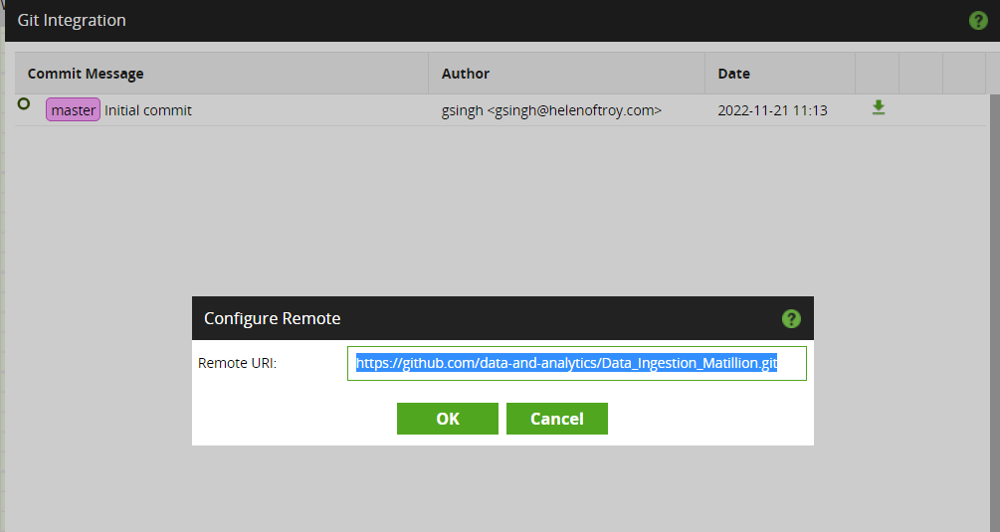 Git Integration
Commit Message Author Date
master Initial commit gsingh <gsingh@helenoftroy.com> 2022-11-21 11:13
Configure Remote
Remote URI: https://github.com/data-and-analytics/Data_Ingestion_Matillion.git
OK Cancel